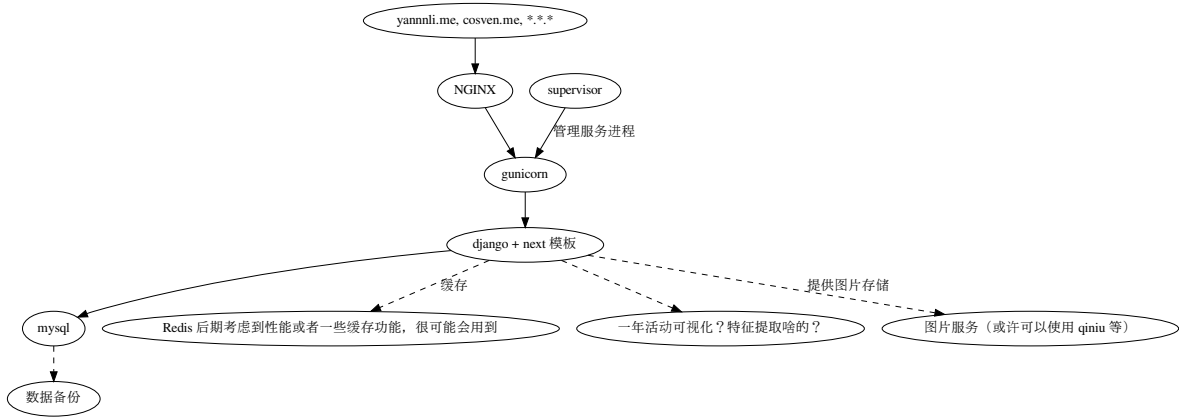 yannnli.me, cosven.me, *.*.*
NGINX
supervisor
管理服务进程
gunicorn
django + next 模板
缓存
提供图片存储
mysql
Redis 后期考虑到性能或者一些缓存功能，很可能会用到
一年活动可视化？特征提取啥的？
图片服务（或许可以使用 qiniu 等）
数据备份